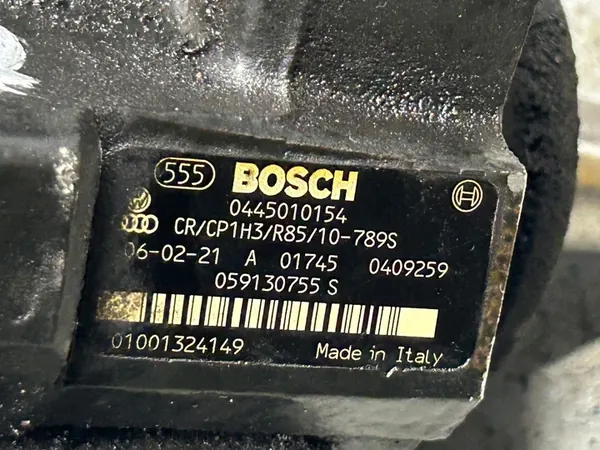 555 BOSCH
0445010154
CR/CP1H3/R85/10-789S
06-02-21 A 01745 0409259
059130755 S
01001324149 Made in Italy